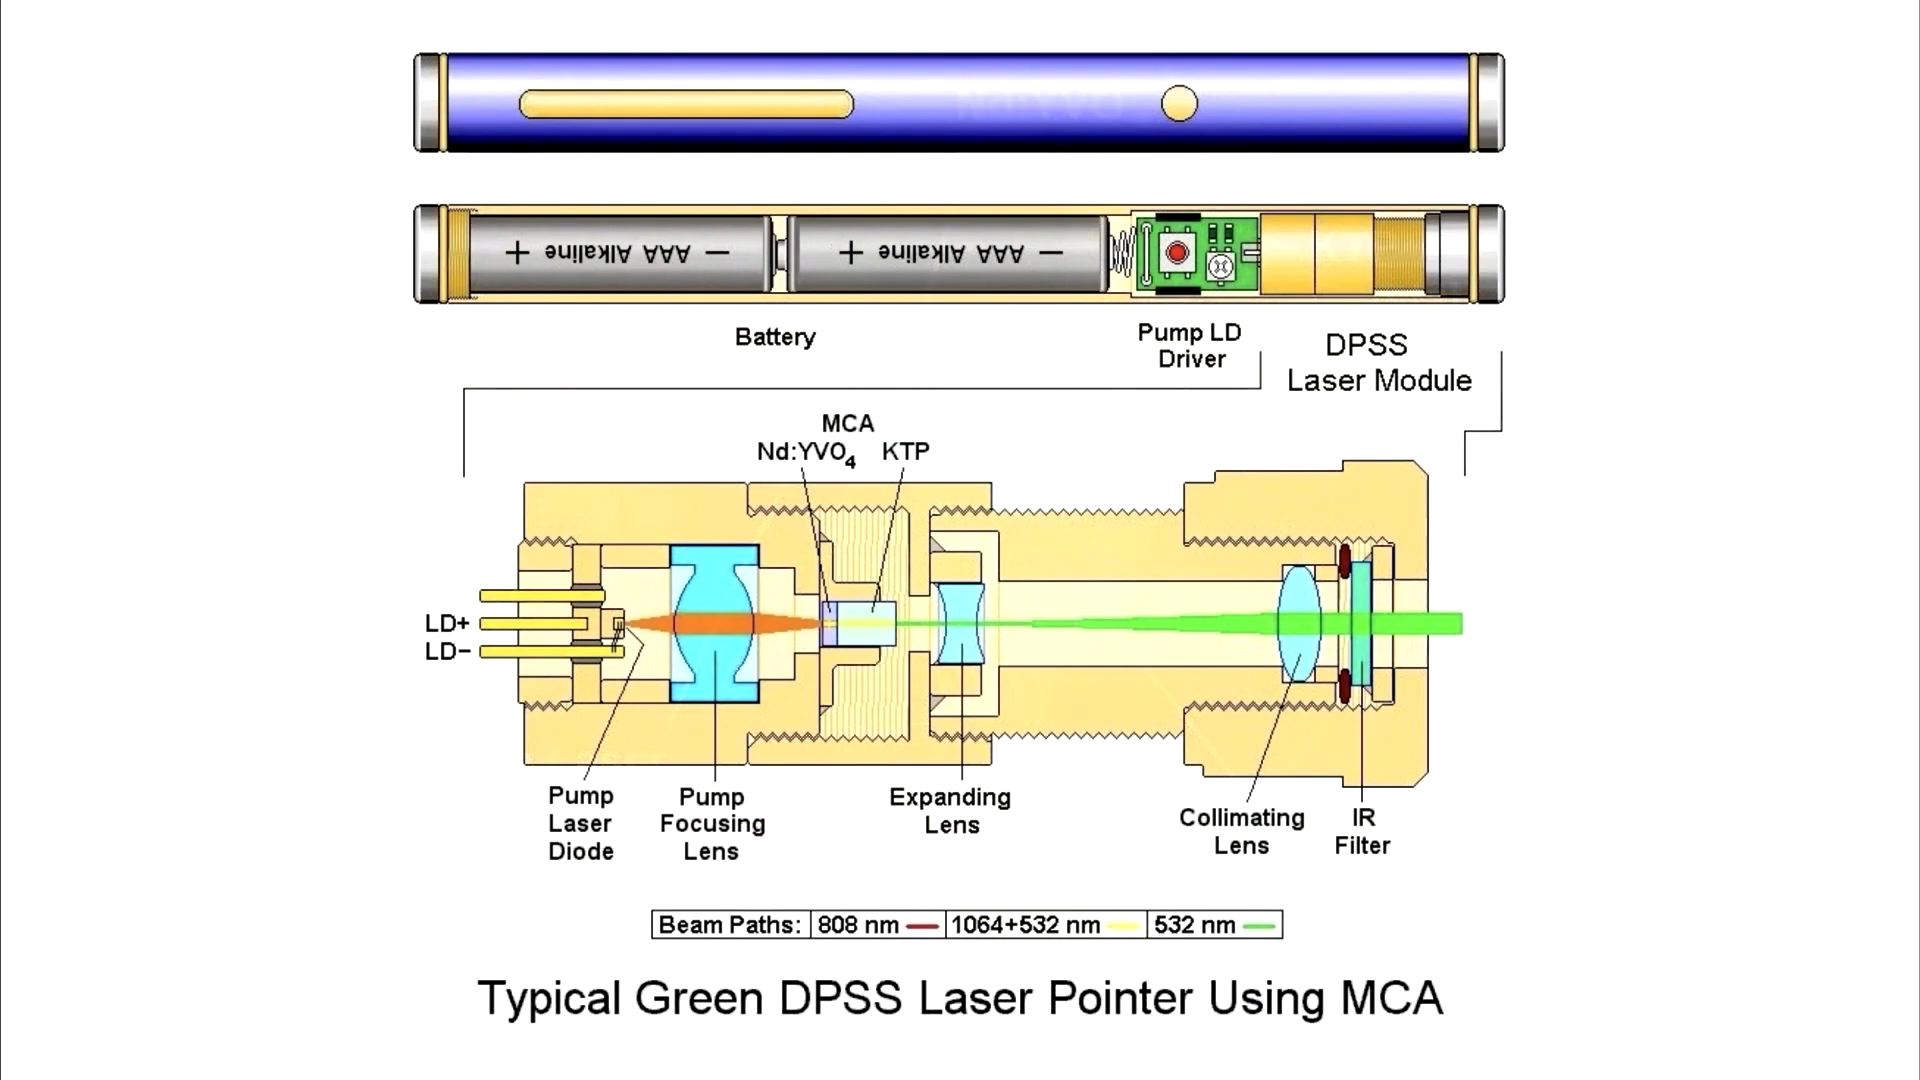 + AAA Alkaline −
+ AAA Alkaline −
Battery
Pump LD
Driver
DPSS
Laser Module
MCA
Nd:YVO4 KTP
LD+
LD−
Pump
Laser
Diode
Pump
Focusing
Lens
Expanding
Lens
Collimating
Lens
IR
Filter
Beam Paths: 808 nm 1064+532 nm 532 nm
Typical Green DPSS Laser Pointer Using MCA